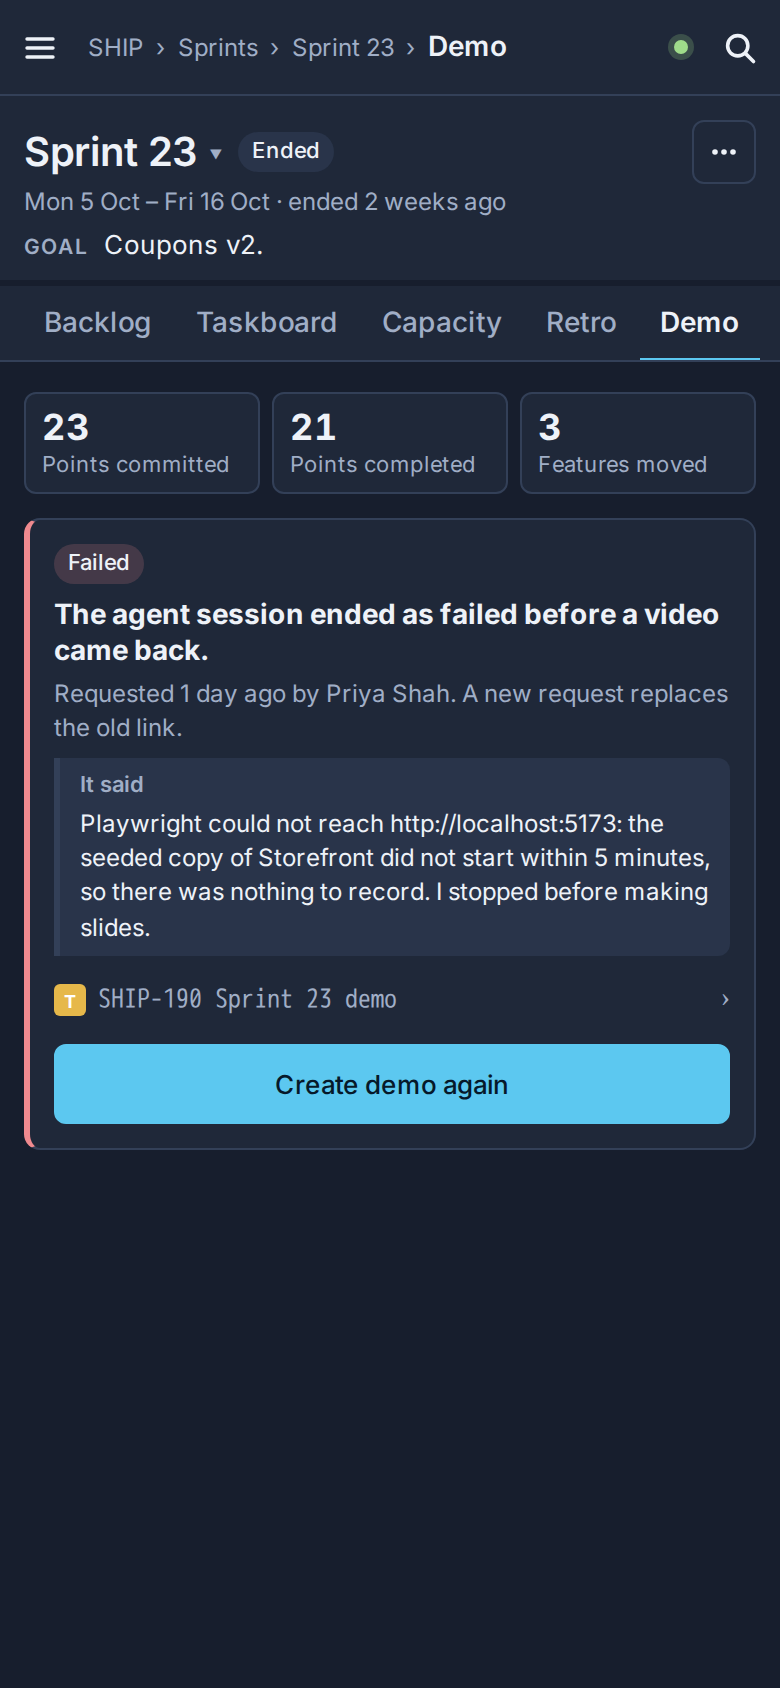 SHIP › Sprints › Sprint 23 › Demo
Sprint 23 ▾ Ended
Mon 5 Oct – Fri 16 Oct · ended 2 weeks ago
GOAL Coupons v2.
Backlog Taskboard Capacity Retro Demo
23 21 3
Points committed Points completed Features moved
Failed
The agent session ended as failed before a video
came back.
Requested 1 day ago by Priya Shah. A new request replaces
the old link.
It said
Playwright could not reach http://localhost:5173: the
seeded copy of Storefront did not start within 5 minutes,
so there was nothing to record. I stopped before making
slides.
T SHIP-190 Sprint 23 demo ›
Create demo again